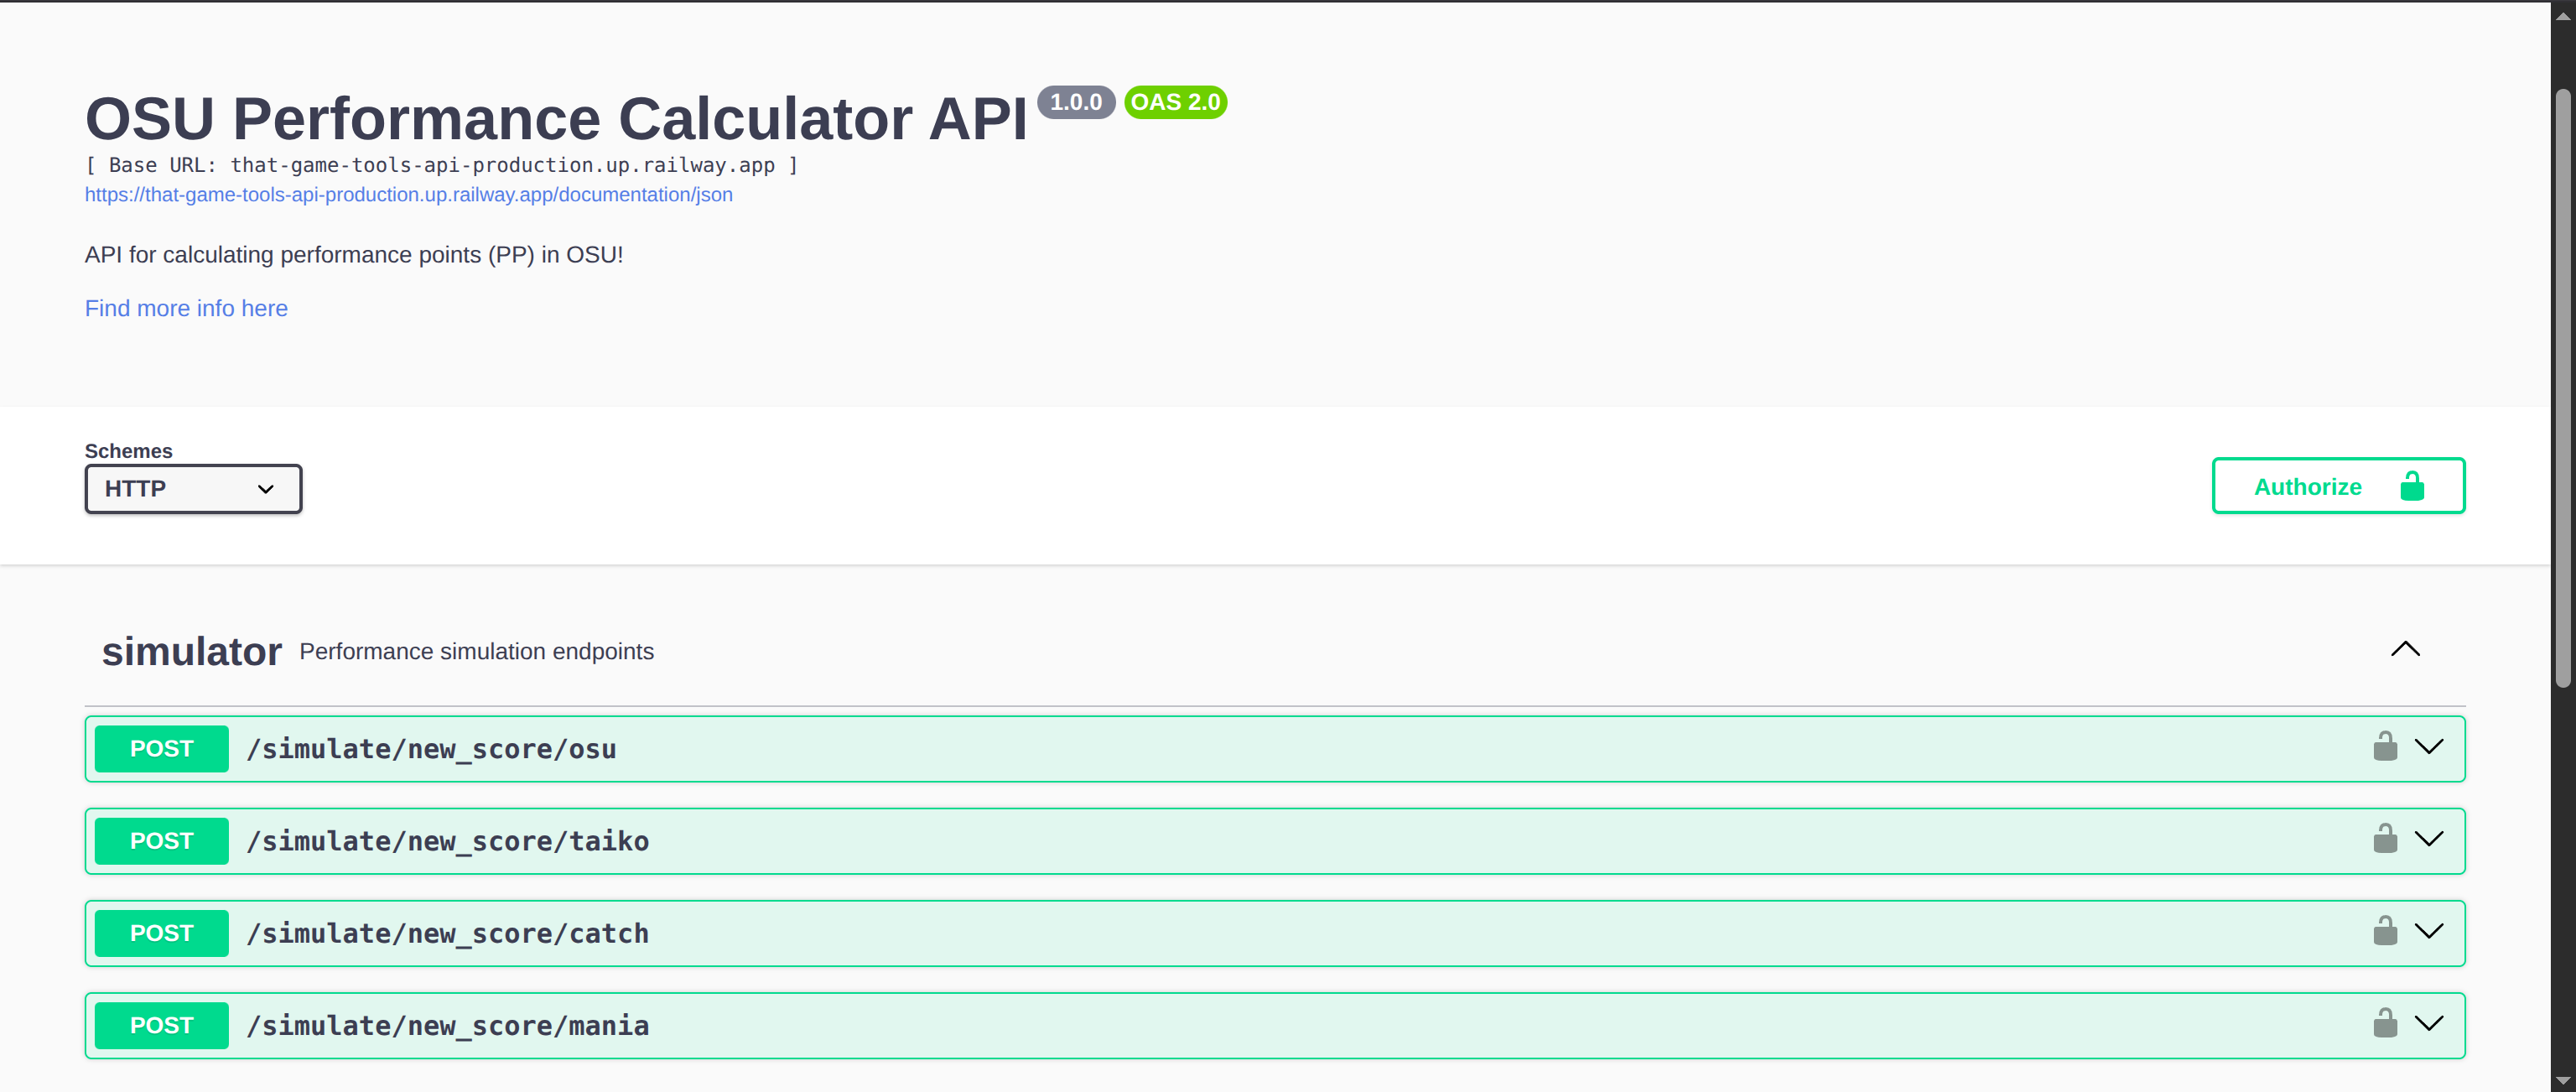 OSU Performance Calculator API 1.0.0 OAS 2.0
[ Base URL: that-game-tools-api-production.up.railway.app ]
https://that-game-tools-api-production.up.railway.app/documentation/json
API for calculating performance points (PP) in OSU!
Find more info here
Schemes
HTTP
Authorize
simulator Performance simulation endpoints
POST /simulate/new_score/osu
POST /simulate/new_score/taiko
POST /simulate/new_score/catch
POST /simulate/new_score/mania